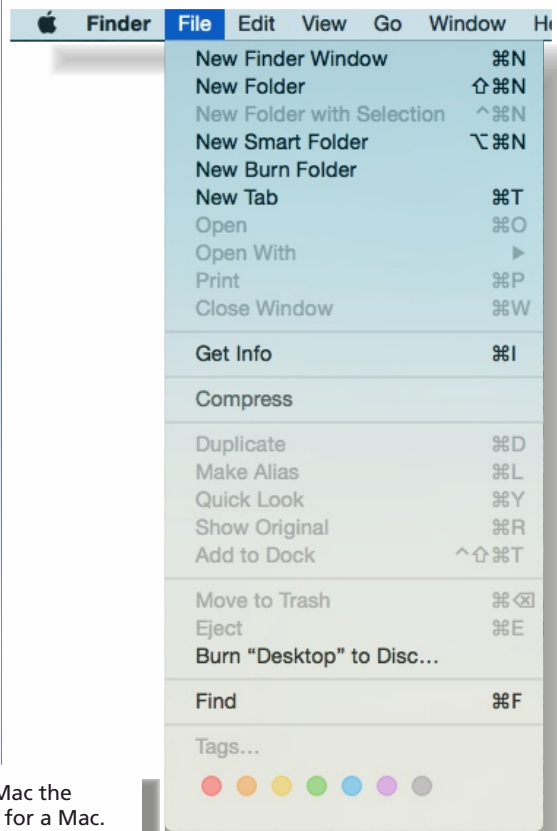 Finder File Edit View Go Window
New Finder Window ⌘N
New Folder ⇧⌘N
New Folder with Selection ^⌘N
New Smart Folder ⌥⌘N
New Burn Folder
New Tab ⌘T
Open ⌘O
Open With ▶
Print ⌘P
Close Window ⌘W
Get Info ⌘I
Compress
Duplicate ⌘D
Make Alias ⌘L
Quick Look ⌘Y
Show Original ⌘R
Add to Dock ^⇧⌘T
Move to Trash ⌘⌫
Eject ⌘E
Burn “Desktop” to Disc...
Find ⌘F
Tags...
Mac the
for a Mac.